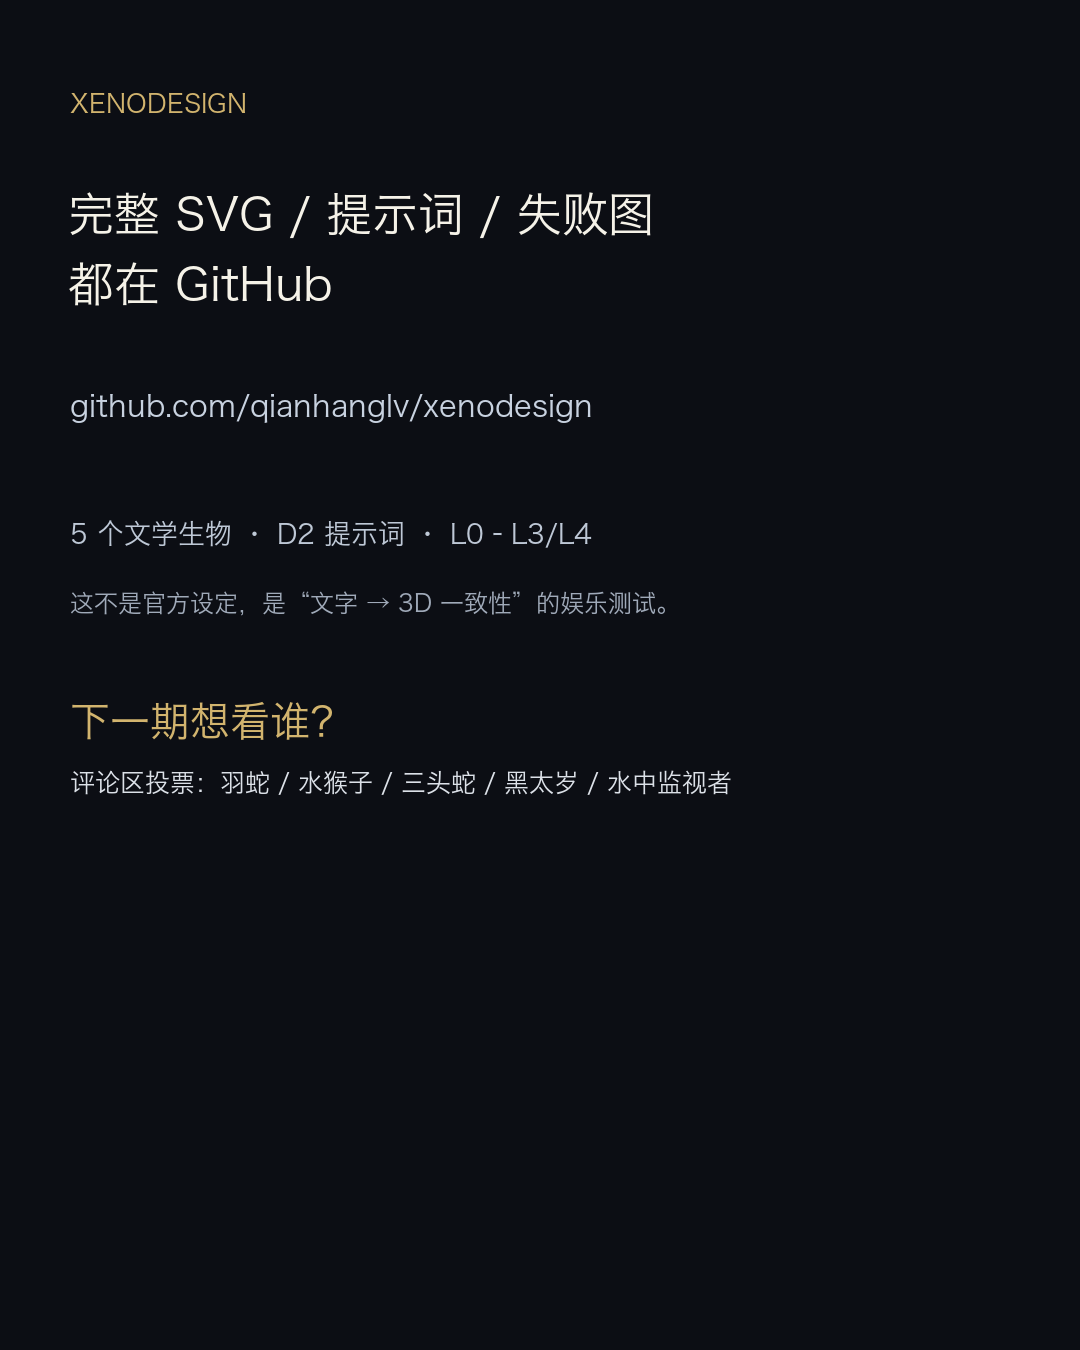 XENODESIGN
完整 SVG / 提示词 / 失败图
都在 GitHub
github.com/qianhanglv/xenodesign
5 个文学生物 · D2 提示词 · L0 - L3/L4
这不是官方设定，是“文字 → 3D 一致性”的娱乐测试。
下一期想看谁？
评论区投票：羽蛇 / 水猴子 / 三头蛇 / 黑太岁 / 水中监视者